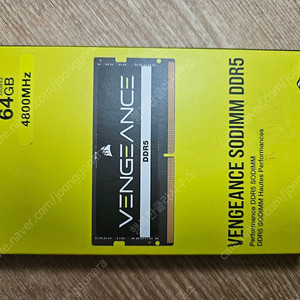 64GB
4800MHz
VENGEANCE
DDR5
VENGEANCE SODIMM DDR5
Performance DDR5 SODIMM
DDR5 SODIMM Hautes Performances